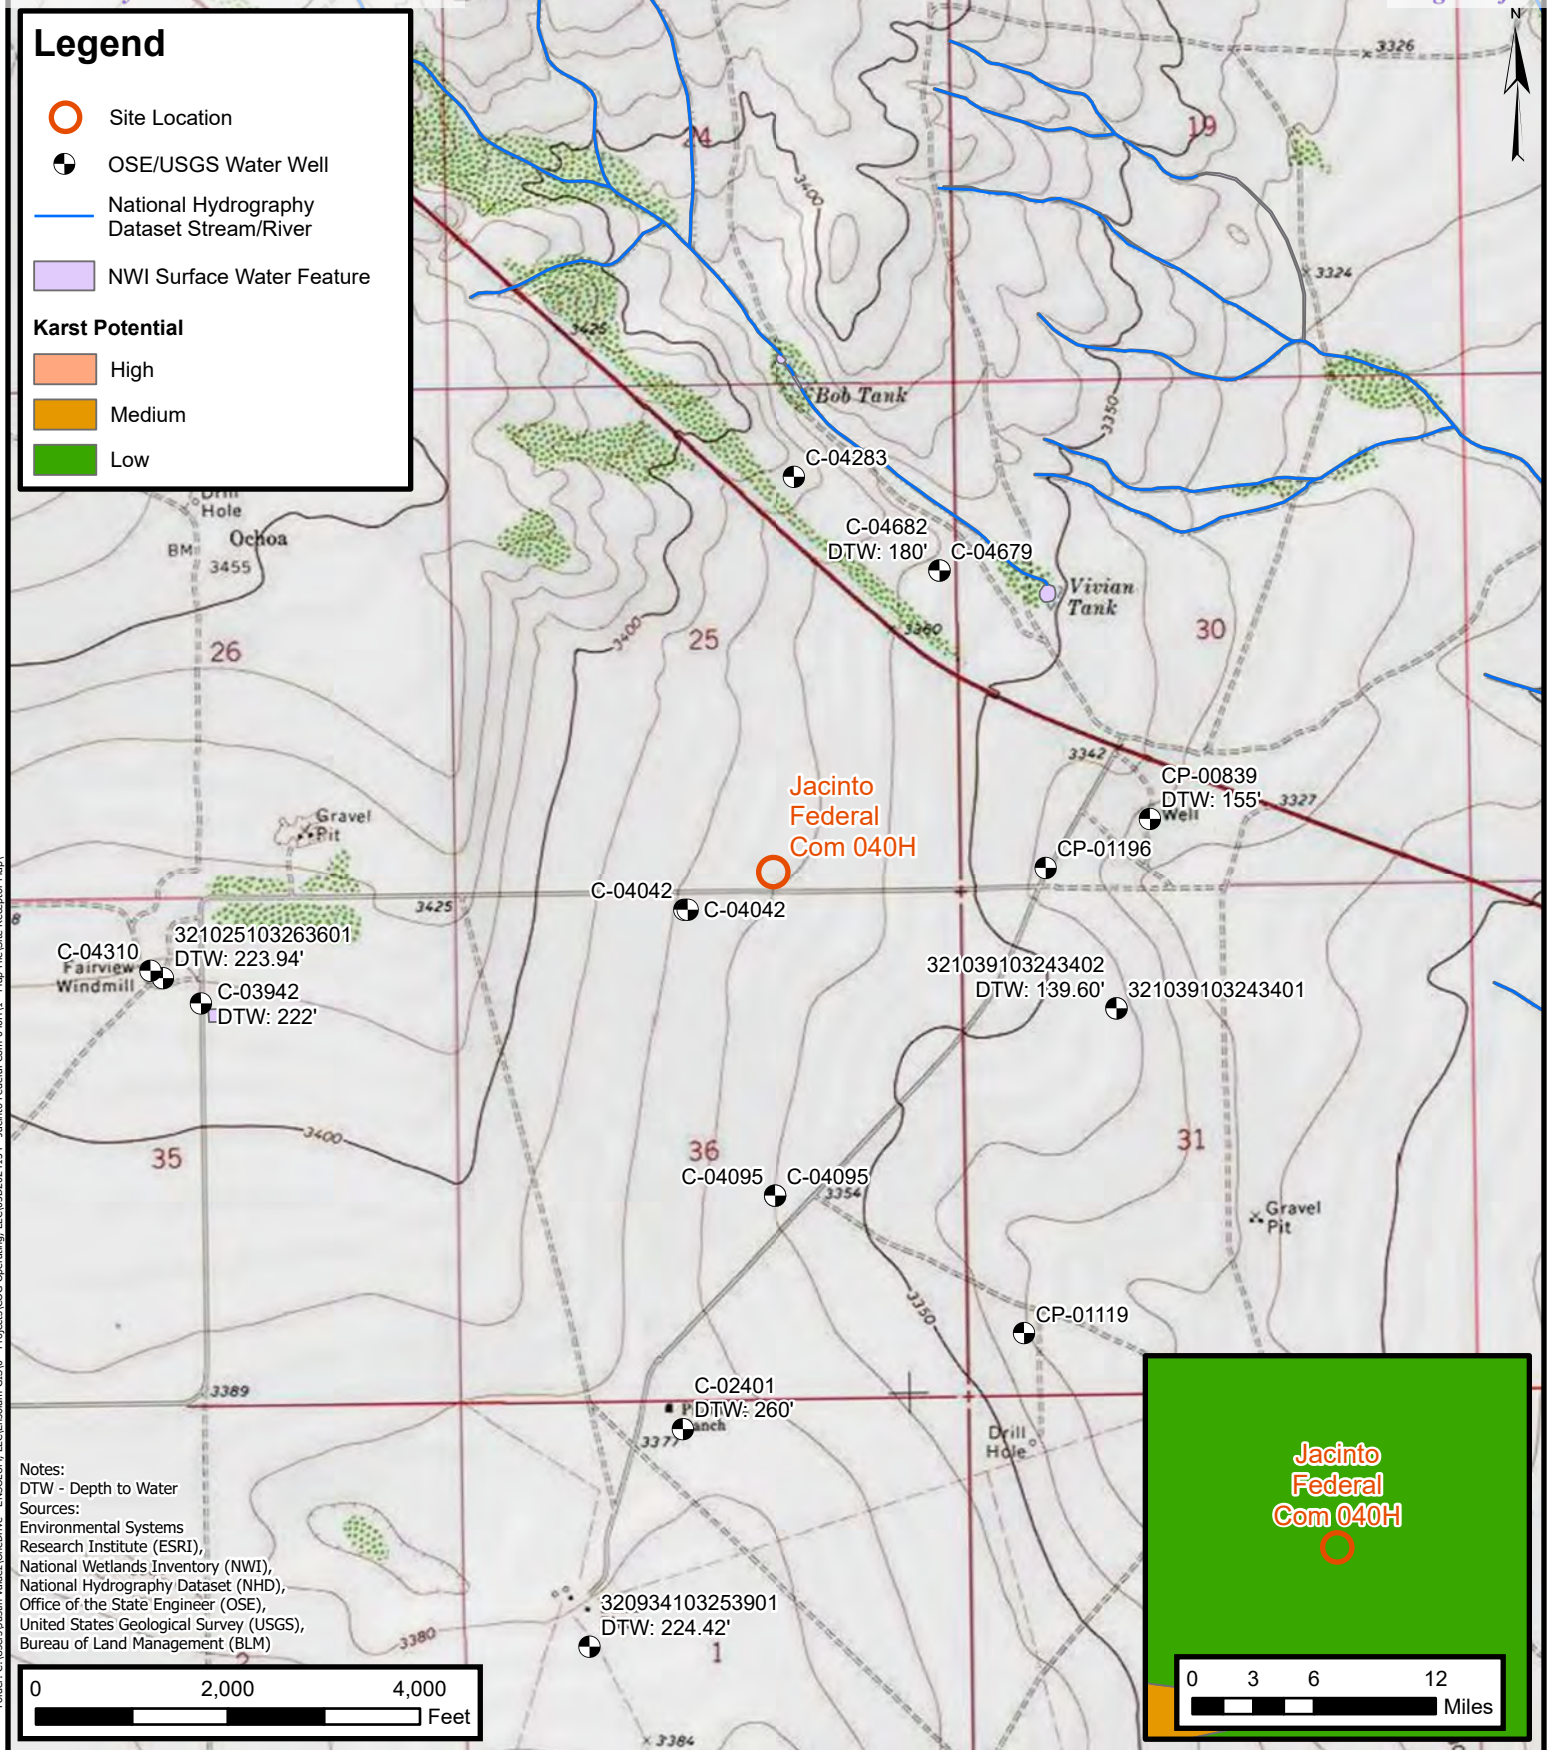 Legend
Site Location
OSE/USGS Water Well
National Hydrography
Dataset Stream/River
NWI Surface Water Feature
Karst Potential
High
Medium
Low
N
3326
24
19
3400
3324
3425
Bob Tank
3350
C-04283
Drill
Hole
Ochoa
BM
3455
C-04682
DTW: 180'
C-04679
Vivian
Tank
3360
3400
26
25
30
3342
CP-00839
DTW: 155'
Well
3327
Jacinto
Federal
Com 040H
Gravel
Pit
CP-01196
C-04042
C-04042
3425
321025103263601
DTW: 223.94'
C-04310
Fairview
Windmill
C-03942
DTW: 222'
321039103243402
DTW: 139.60'
321039103243401
3400
35
36
31
C-04095
C-04095
3354
Gravel
Pit
3350
CP-01119
3389
C-02401
DTW: 260'
anch
3377
Drill
Hole
Jacinto
Federal
Com 040H
Notes:
DTW - Depth to Water
Sources:
Environmental Systems
Research Institute (ESRI),
National Wetlands Inventory (NWI),
National Hydrography Dataset (NHD),
Office of the State Engineer (OSE),
United States Geological Survey (USGS),
Bureau of Land Management (BLM)
320934103253901
DTW: 224.42'
3380
2
1
3384
0 2,000 4,000
Feet
0 3 6 12
Miles